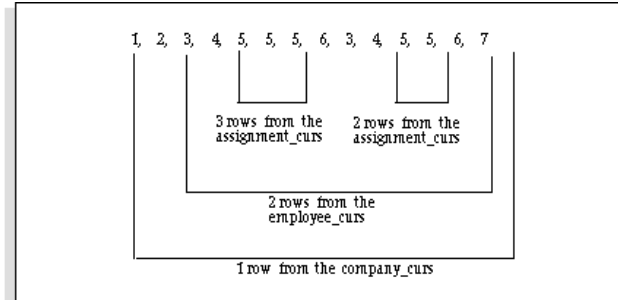 1, 2, 3, 4, 5, 5, 5, 6, 3, 4, 5, 5, 6, 7
3 rows from the
assignment_curs
2 rows from the
assignment_curs
2 rows from the
employee_curs
1 row from the company_curs